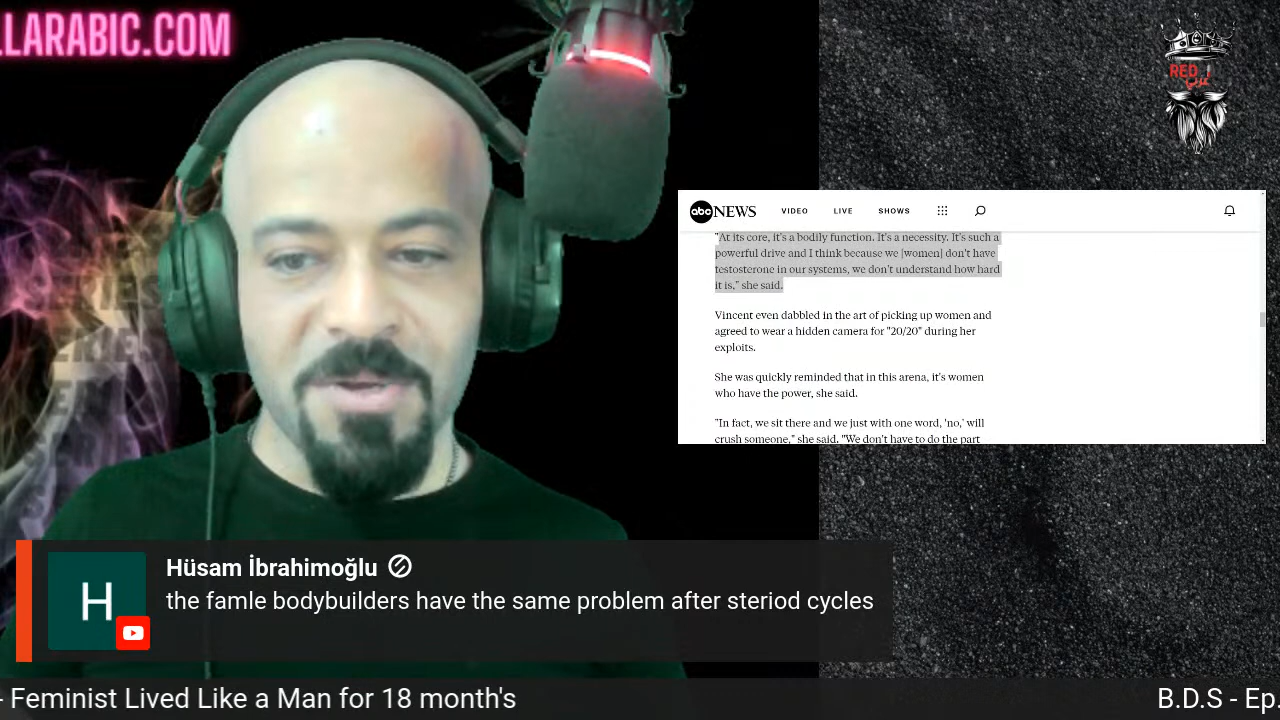 LLARABIC.COM
RED
abc NEWS VIDEO LIVE SHOWS
"At its core, it's a bodily function. It's a necessity. It's such a
powerful drive and I think because we [women] don't have
testosterone in our systems, we don't understand how hard
it is," she said.
Vincent even dabbled in the art of picking up women and
agreed to wear a hidden camera for "20/20" during her
exploits.
She was quickly reminded that in this arena, it's women
who have the power, she said.
"In fact, we sit there and we just with one word, 'no,' will
crush someone," she said. "We don't have to do the part
SERIES
H
Hüsam İbrahimoğlu
the famle bodybuilders have the same problem after steriod cycles
- Feminist Lived Like a Man for 18 month's
B.D.S - Ep.